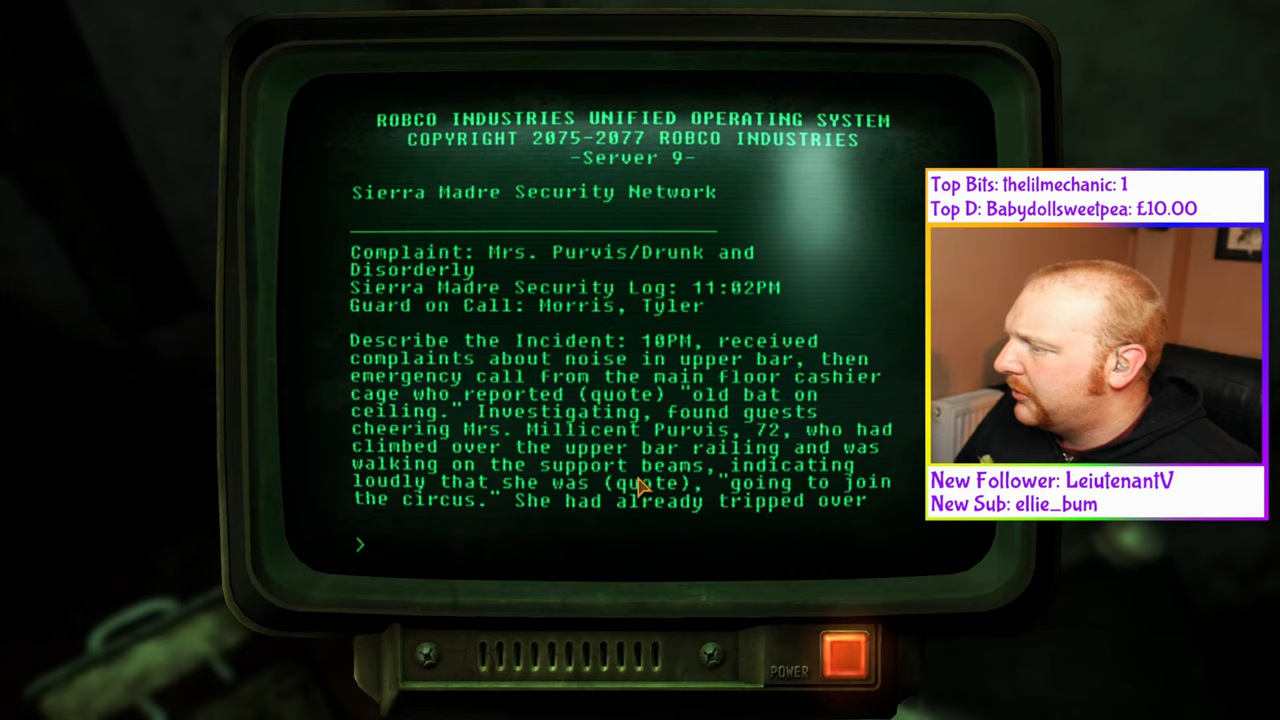 ROBCO INDUSTRIES UNIFIED OPERATING SYSTEM
COPYRIGHT 2075-2077 ROBCO INDUSTRIES
-Server 9-
Sierra Madre Security Network
Complaint: Mrs. Purvis/Drunk and
Disorderly
Sierra Madre Security Log: 11:02PM
Guard on Call: Morris, Tyler
Describe the Incident: 10PM, received
complaints about noise in upper bar, then
emergency call from the main floor cashier
cage who reported (quote) "old bat on
ceiling." Investigating, found guests
cheering Mrs. Millicent Purvis, 72, who had
climbed over the upper bar railing and was
walking on the support beams, indicating
loudly that she was (quote), "going to join
the circus." She had already tripped over
>
POWER
Top Bits: thelilmechanic: 1
Top D: Babydollsweetpea: £10.00
New Follower: LeiutenantV
New Sub: ellie_bum